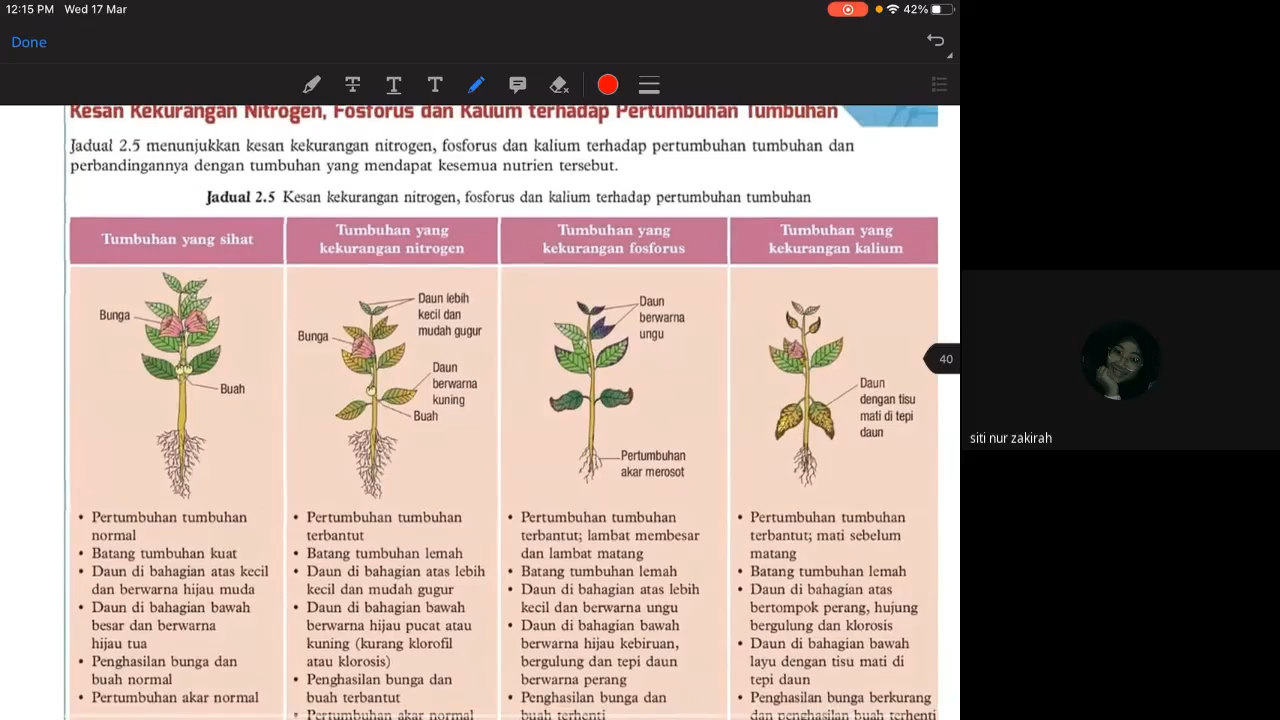 12:15 PM Wed 17 Mar
42%
Done
Kesan Kekurangan Nitrogen, Fosforus dan Kalium terhadap Pertumbuhan Tumbuhan
Jadual 2.5 menunjukkan kesan kekurangan nitrogen, fosforus dan kalium terhadap pertumbuhan tumbuhan dan
perbandingannya dengan tumbuhan yang mendapat kesemua nutrien tersebut.
Jadual 2.5 Kesan kekurangan nitrogen, fosforus dan kalium terhadap pertumbuhan tumbuhan
Tumbuhan yang sihat
Bunga
Buah
• Pertumbuhan tumbuhan
normal
• Batang tumbuhan kuat
• Daun di bahagian atas kecil
dan berwarna hijau muda
• Daun di bahagian bawah
besar dan berwarna
hijau tua
• Penghasilan bunga dan
buah normal
• Pertumbuhan akar normal
Tumbuhan yang
kekurangan nitrogen
Daun lebih
kecil dan
mudah gugur
Bunga
Daun
berwarna
kuning
Buah
• Pertumbuhan tumbuhan
terbantut
• Batang tumbuhan lemah
• Daun di bahagian atas lebih
kecil dan mudah gugur
• Daun di bahagian bawah
berwarna hijau pucat atau
kuning (kurang klorofil
atau klorosis)
• Penghasilan bunga dan
buah terbantut
• Pertumbuhan akar normal
Tumbuhan yang
kekurangan fosforus
Daun
berwarna
ungu
Pertumbuhan
akar merosot
• Pertumbuhan tumbuhan
terbantut; lambat membesar
dan lambat matang
• Batang tumbuhan lemah
• Daun di bahagian atas lebih
kecil dan berwarna ungu
• Daun di bahagian bawah
berwarna hijau kebiruan,
bergulung dan tepi daun
berwarna perang
• Penghasilan bunga dan
buah terhenti
Tumbuhan yang
kekurangan kalium
Daun
dengan tisu
mati di tepi
daun
• Pertumbuhan tumbuhan
terbantut; mati sebelum
matang
• Batang tumbuhan lemah
• Daun di bahagian atas
bertompok perang, hujung
bergulung dan klorosis
• Daun di bahagian bawah
layu dengan tisu mati di
tepi daun
• Penghasilan bunga berkurang
dan penghasilan buah terhenti
40
siti nur zakirah